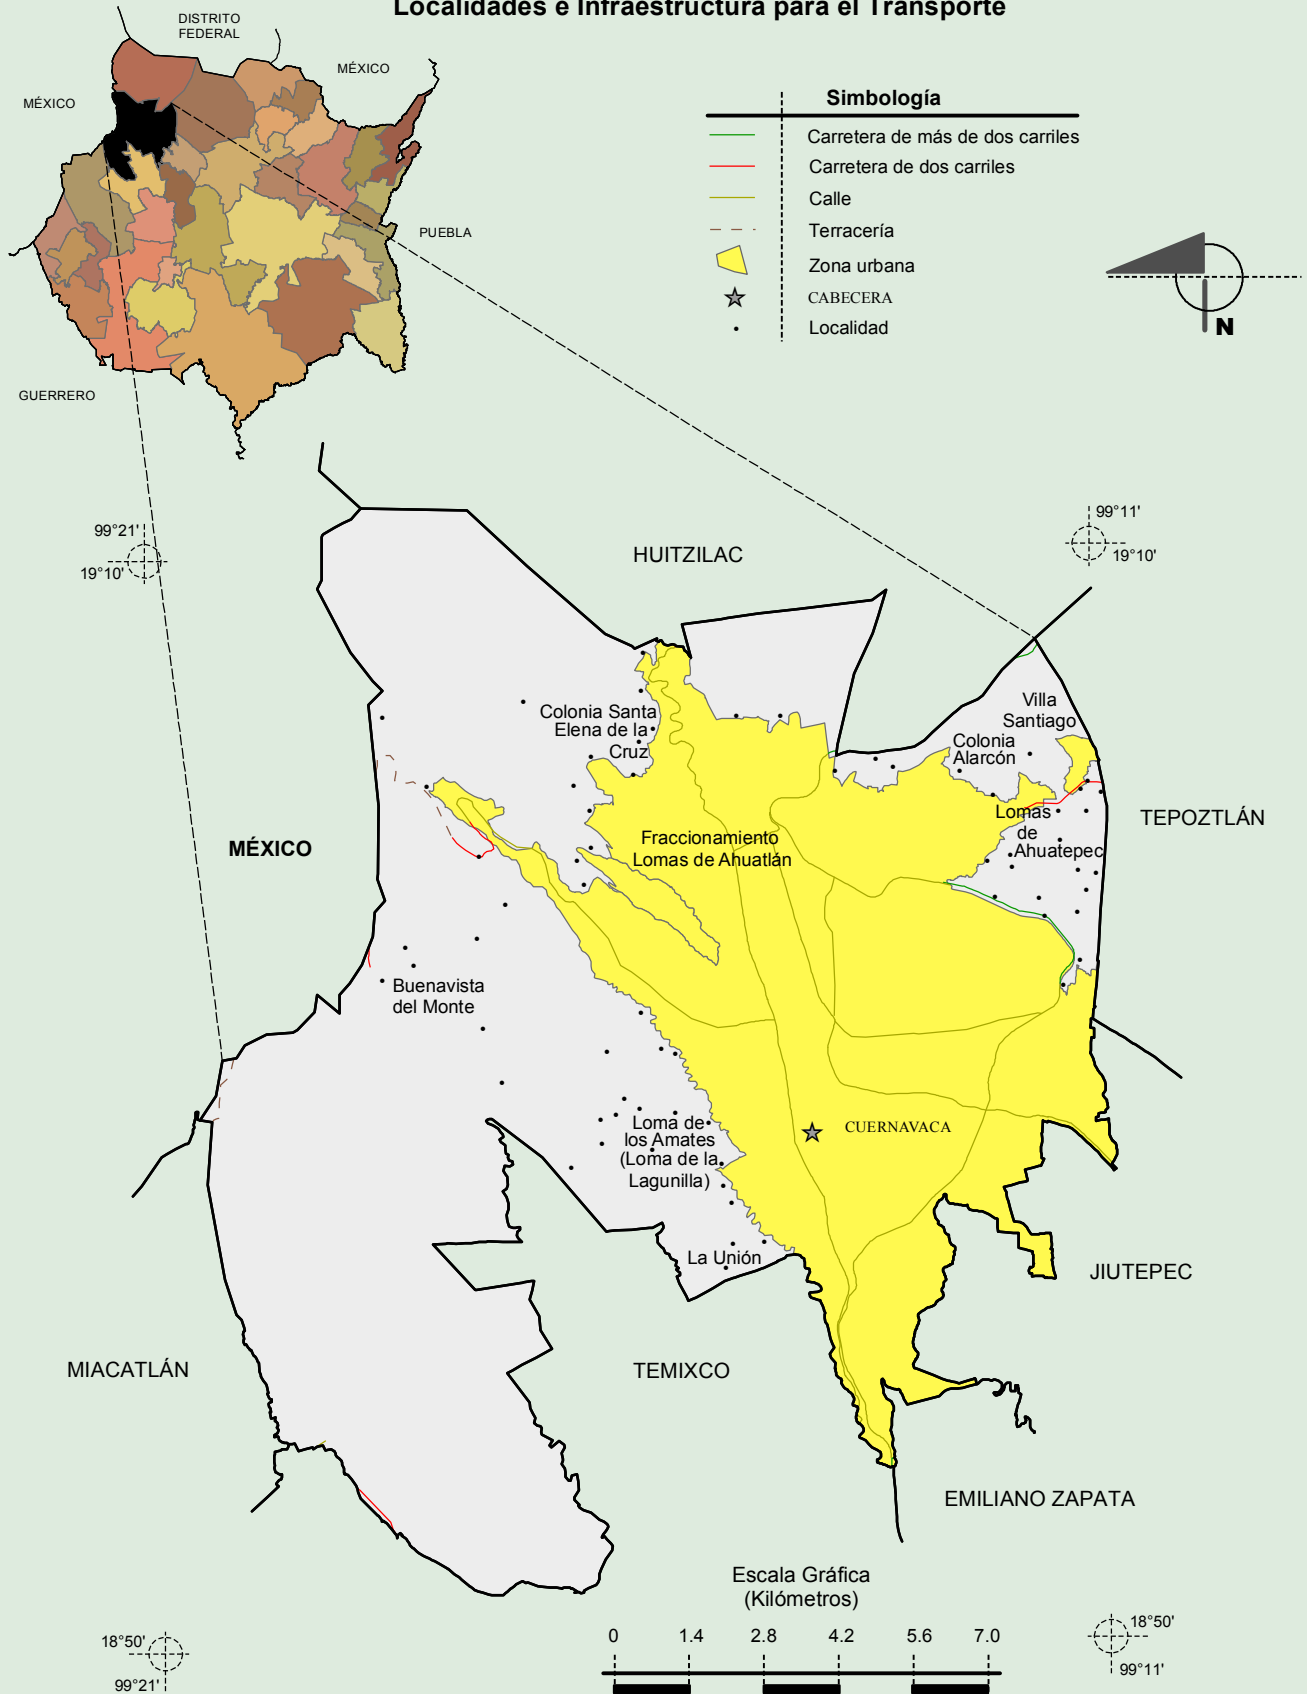 Localidades e Infraestructura para el Transporte
DISTRITO
FEDERAL
MÉXICO
MÉXICO
PUEBLA
GUERRERO
Simbología
Carretera de más de dos carriles
Carretera de dos carriles
Calle
Terracería
Zona urbana
CABECERA
Localidad
N
99°21'
19°10'
99°11'
19°10'
HUITZILAC
Villa
Santiago
Colonia Santa
Elena de la
Cruz
Colonia
Alarcón
Lomas
de
Ahuatepec
TEPOZTLÁN
Fraccionamiento
Lomas de Ahuatlán
MÉXICO
Buenavista
del Monte
Loma de
los Amates
(Loma de la
Lagunilla)
CUERNAVACA
La Unión
JIUTEPEC
MIACATLÁN
TEMIXCO
EMILIANO ZAPATA
Escala Gráfica
(Kilómetros)
0 1.4 2.8 4.2 5.6 7.0
18°50'
99°21'
18°50'
99°11'